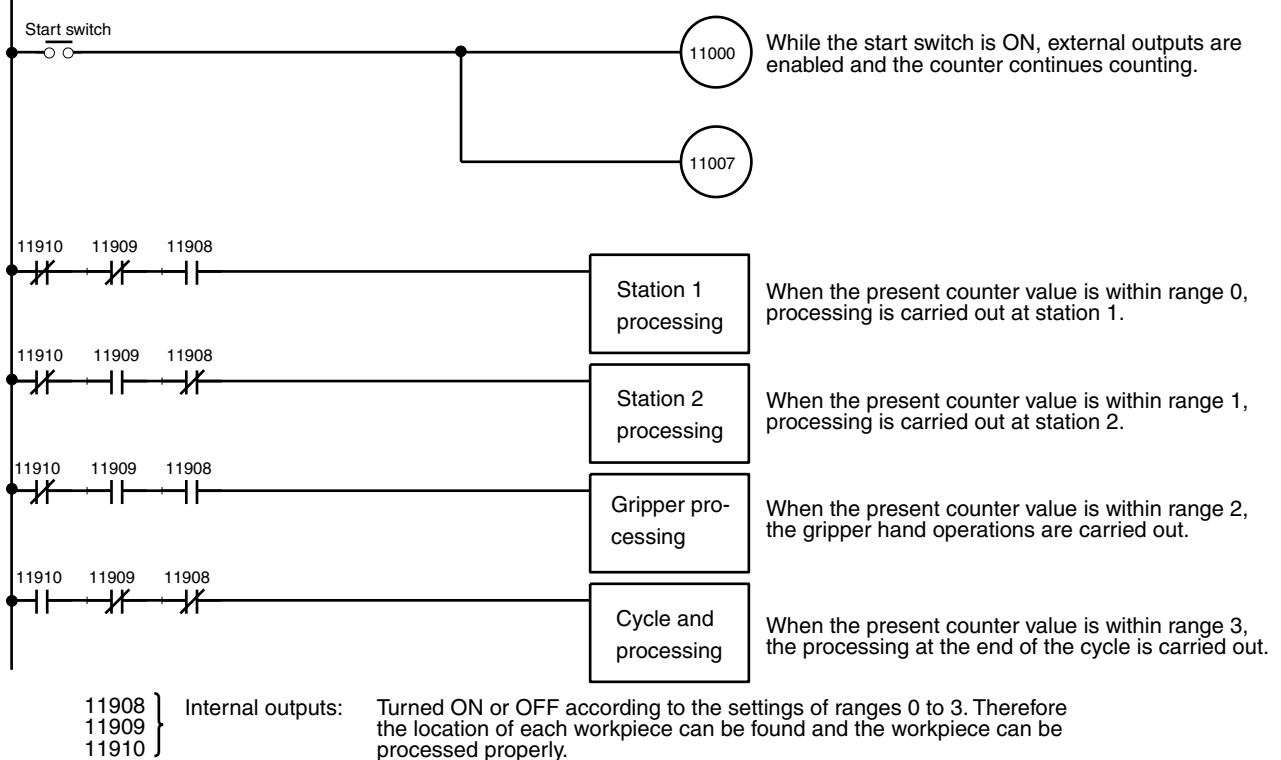 Start switch
11000
While the start switch is ON, external outputs are
enabled and the counter continues counting.
11007
11910 11909 11908
Station 1
processing
When the present counter value is within range 0,
processing is carried out at station 1.
11910 11909 11908
Station 2
processing
When the present counter value is within range 1,
processing is carried out at station 2.
11910 11909 11908
Gripper pro-
cessing
When the present counter value is within range 2,
the gripper hand operations are carried out.
11910 11909 11908
Cycle and
processing
When the present counter value is within range 3,
the processing at the end of the cycle is carried out.
11908
11909
11910
Internal outputs:
Turned ON or OFF according to the settings of ranges 0 to 3. Therefore
the location of each workpiece can be found and the workpiece can be
processed properly.